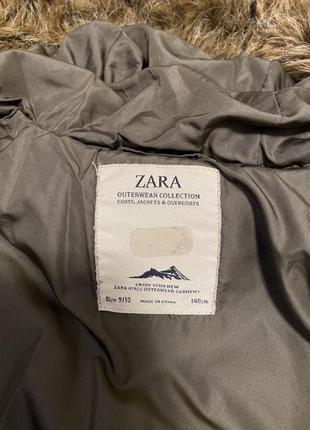 ZARA
OUTERWEAR COLLECTION
COATS, JACKETS & OVERCOATS
ENJOY YOUR NEW
ZARA GIRLS OUTERWEAR GARMENT
Size 9/10 MADE IN CHINA 140cm